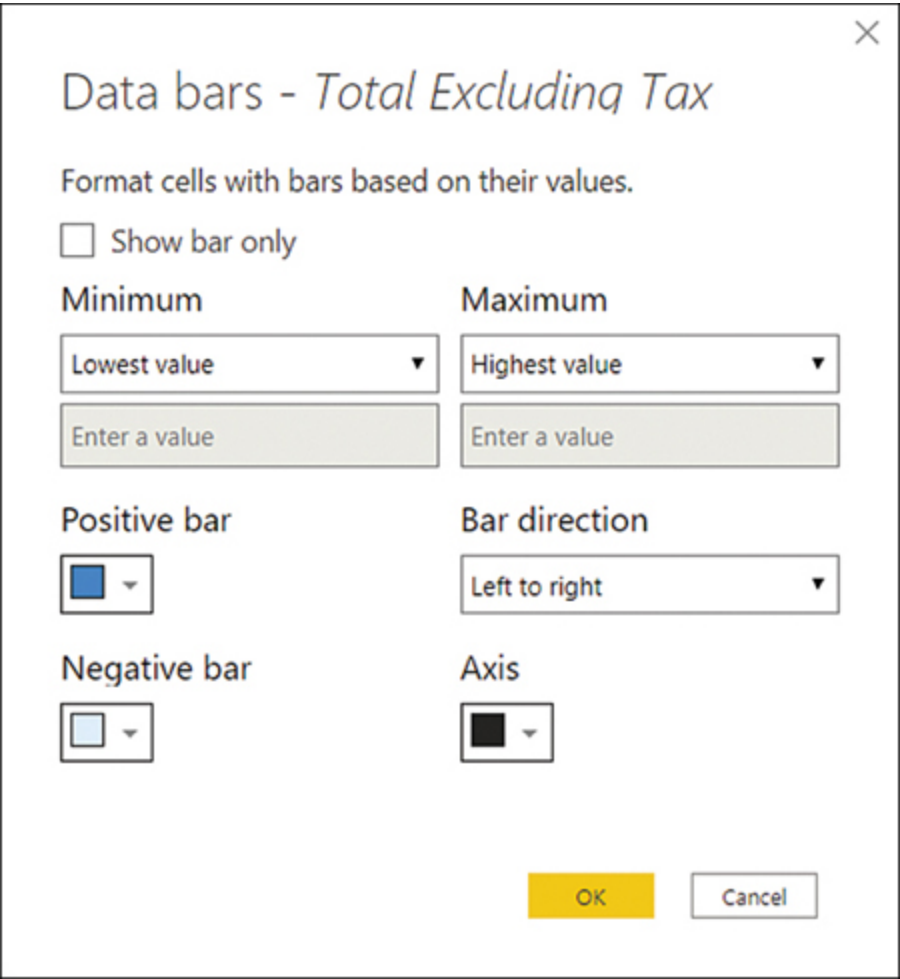 Data bars - Total Excluding Tax
Format cells with bars based on their values.
Show bar only
Minimum
Maximum
Lowest value
Highest value
Enter a value
Enter a value
Positive bar
Bar direction
Left to right
Negative bar
Axis
OK
Cancel